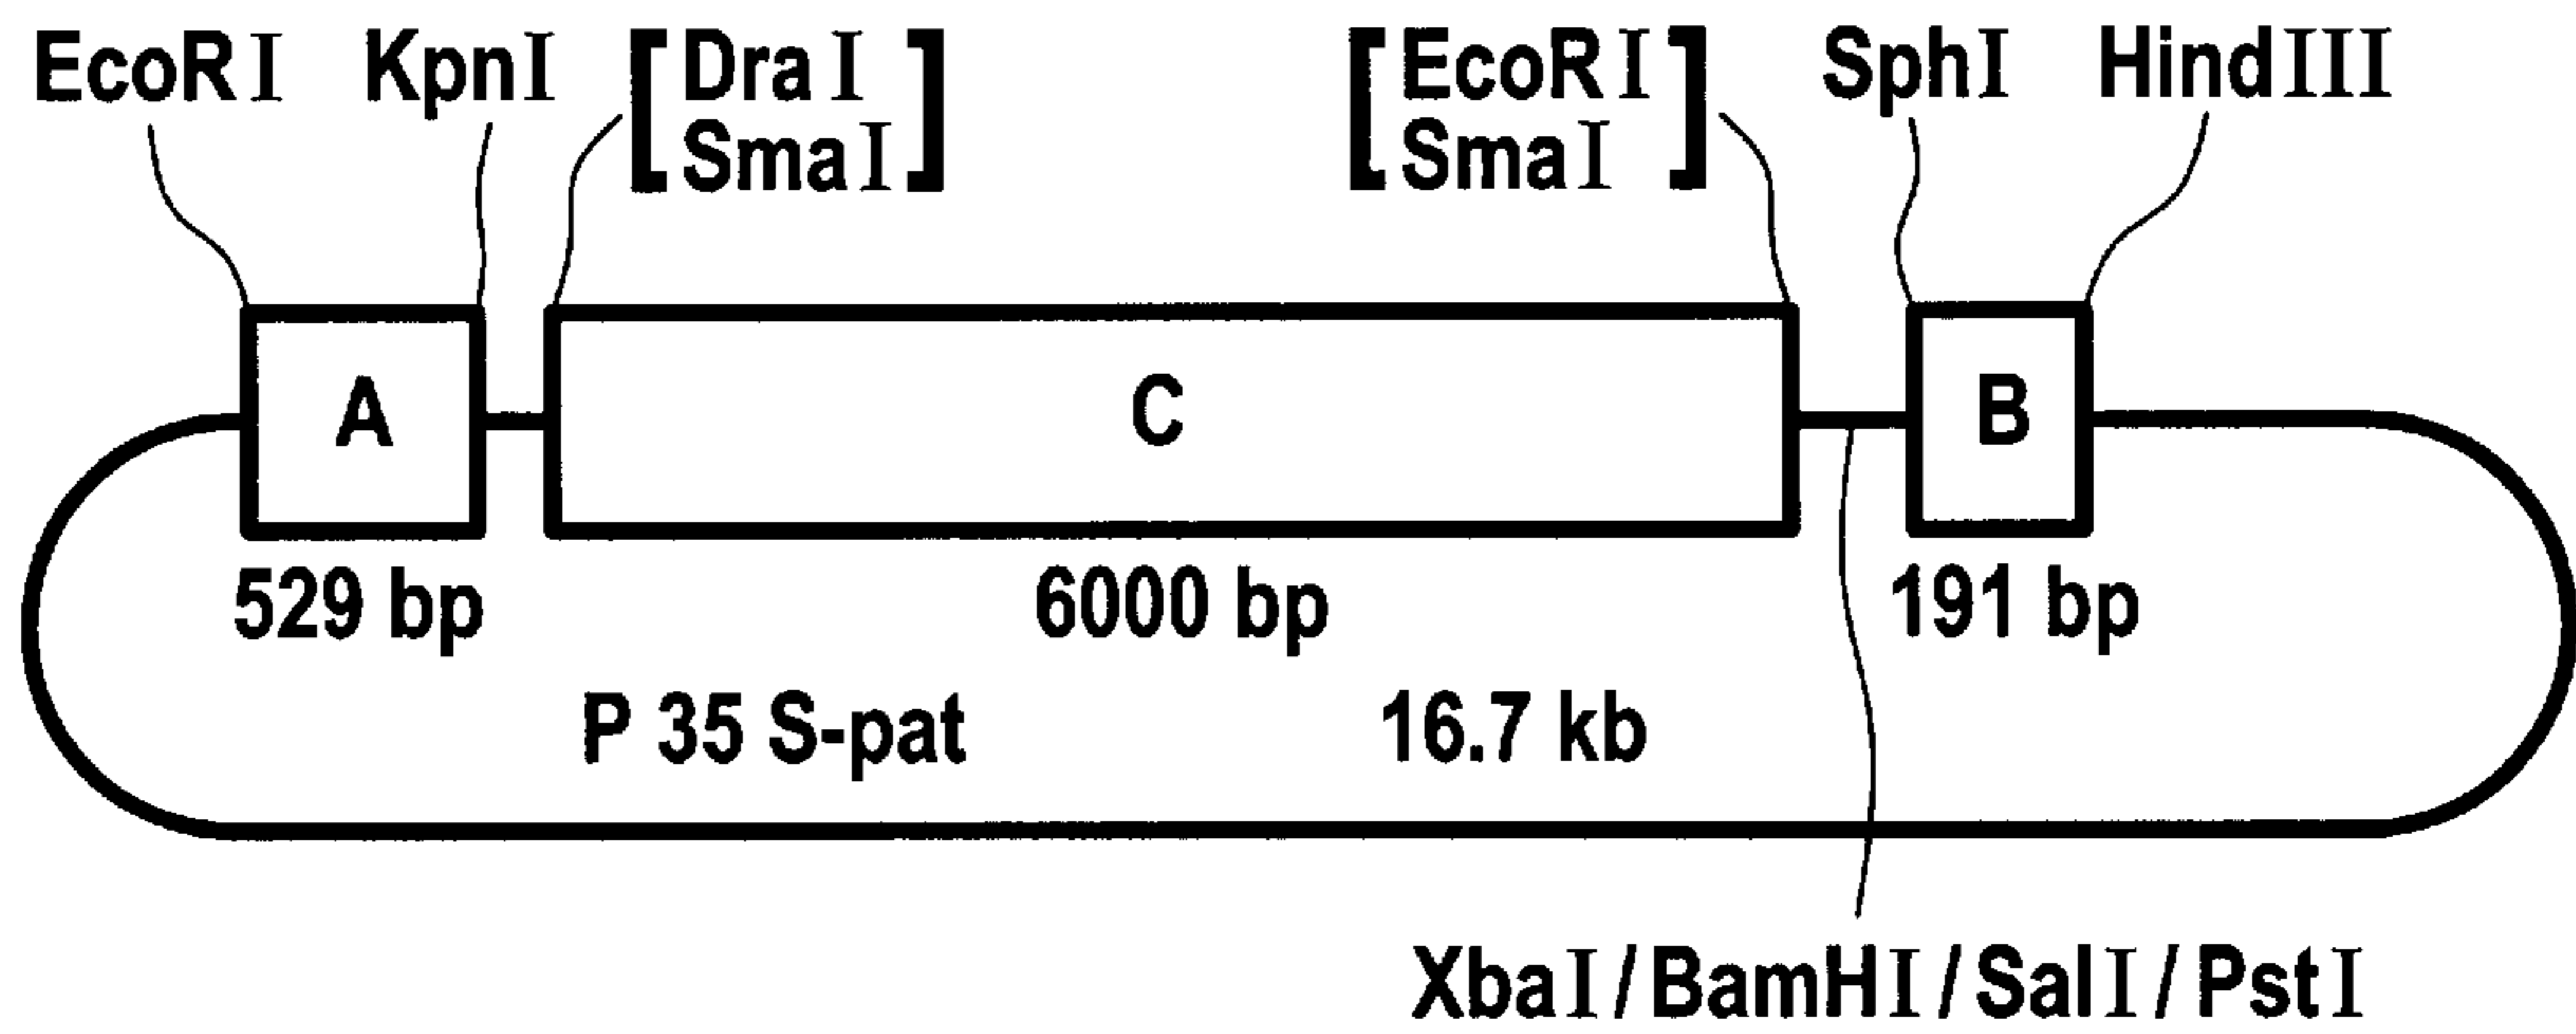 EcoRI KpnI [DraI SmaI] [EcoRI SmaI] SphI HindIII
A C B
529 bp 6000 bp 191 bp
P 35 S-pat 16.7 kb
XbaI/BamHI/SalI/PstI